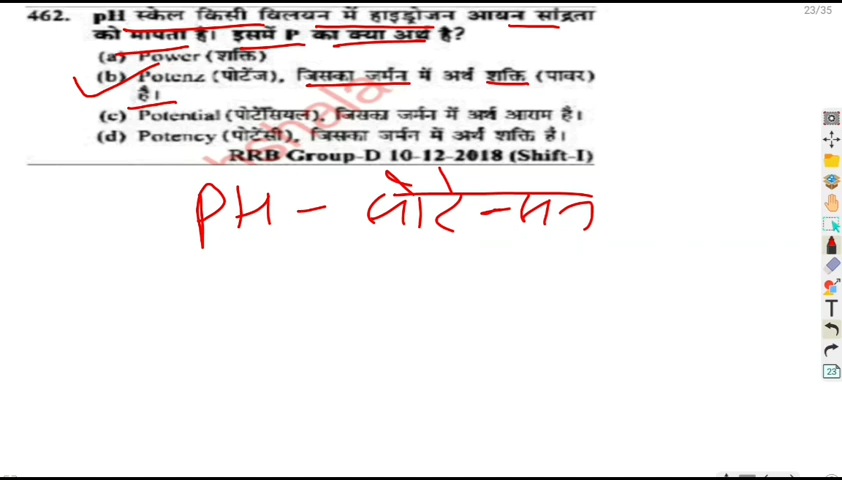 23/35
462. pH स्केल किसी विलयन में हाइड्रोजन आयन सांद्रता
को मापता है। इसमें P का क्या अर्थ है?
(a) Power (शक्ति)
(b) Potenz (पोटेंज), जिसका जर्मन में अर्थ शक्ति (पावर)
है।
(c) Potential (पोटेंसियल), जिसका जर्मन में अर्थ आराम है।
(d) Potency (पोटेंसी), जिसका जर्मन में अर्थ शक्ति है।
hshala
RRB Group-D 10-12-2018 (Shift-I)
PH -
T
23